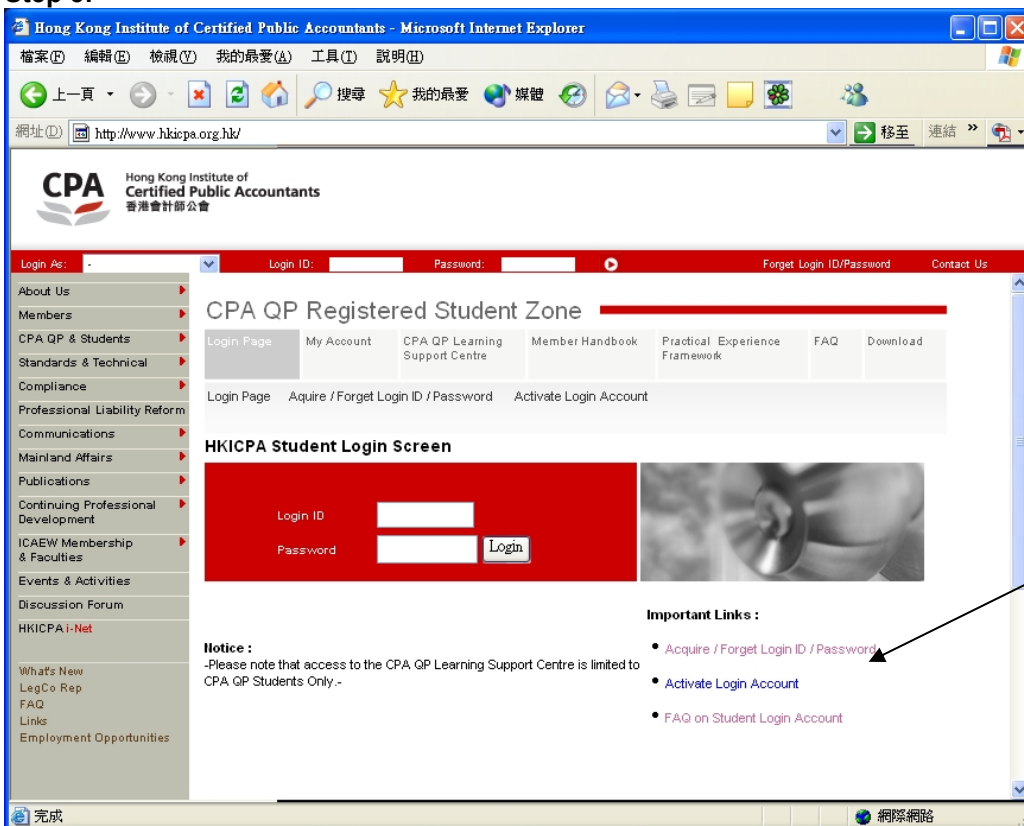 Hong Kong Institute of Certified Public Accountants - Microsoft Internet Explorer
檔案(F) 編輯(E) 檢視(V) 我的最愛(A) 工具(T) 說明(H)
上一頁 搜尋 我的最愛 媒體
網址(D) http://www.hkicpa.org.hk/ 移至 連結 »
CPA
Hong Kong Institute of
Certified Public Accountants
香港會計師公會
Login As: - Login ID: Password: Forget Login ID/Password Contact Us
About Us
Members
CPA QP & Students
Standards & Technical
Compliance
Professional Liability Reform
Communications
Mainland Affairs
Publications
Continuing Professional
Development
ICAEW Membership
& Faculties
Events & Activities
Discussion Forum
HKICPA i-Net
What's New
LegCo Rep
FAQ
Links
Employment Opportunities
CPA QP Registered Student Zone
Login Page My Account CPA QP Learning Support Centre Member Handbook Practical Experience Framework FAQ Download
Login Page Aquire / Forget Login ID / Password Activate Login Account
HKICPA Student Login Screen
Login ID
Password Login
Notice :
-Please note that access to the CPA QP Learning Support Centre is limited to
CPA QP Students Only.-
Important Links :
• Acquire / Forget Login ID / Password
• Activate Login Account
• FAQ on Student Login Account
完成 網際網路